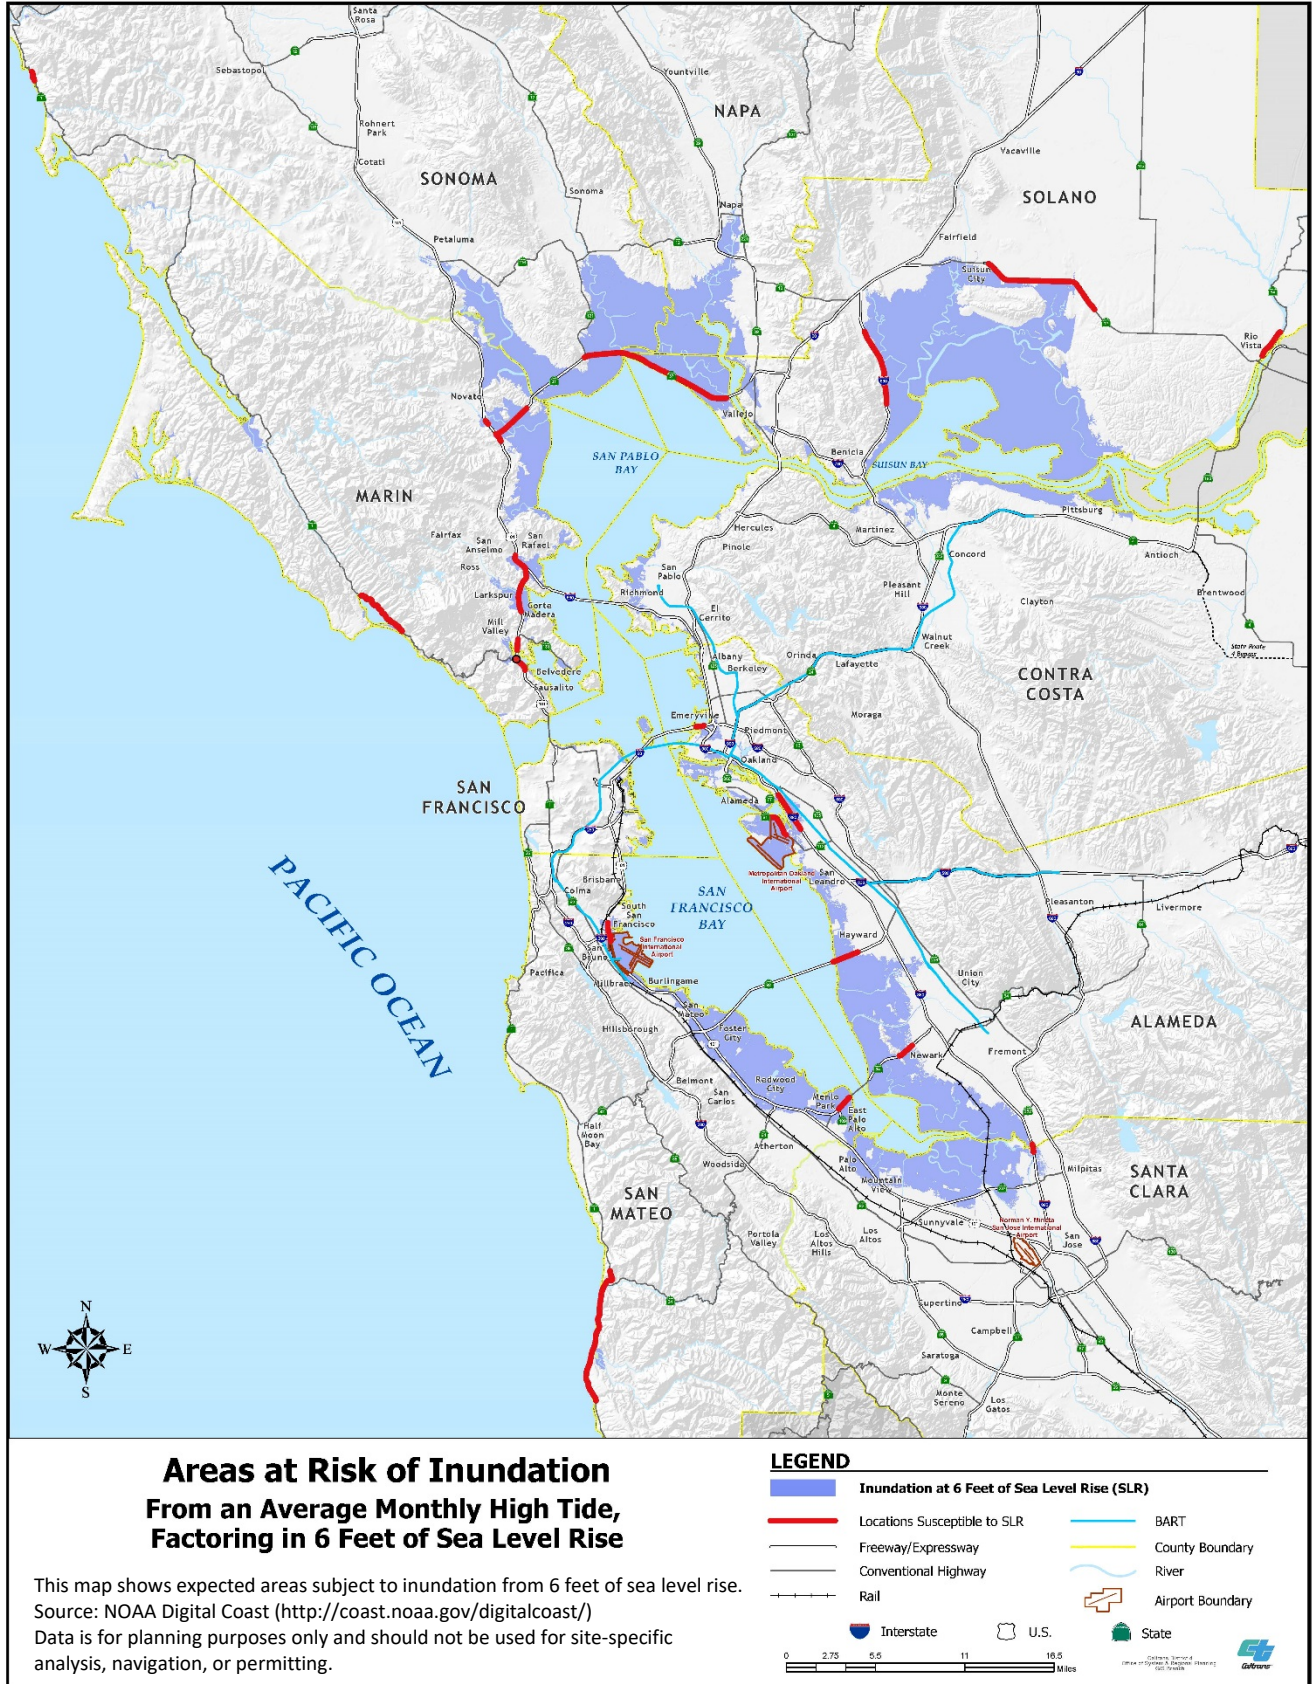 Santa
Rosa
Sebastopol
Yountville
NAPA
Rohnert
Park
Vacaville
Cotati
SONOMA
Sonoma
SOLANO
Napa
Petaluma
Fairfield
Suisun
City
Rio
Vista
Novato
Vallejo
SAN PABLO
BAY
Benicia
SUISUN BAY
MARIN
Pittsburg
Hercules
Martinez
Fairfax
San
Anselmo
San
Rafael
Pinole
Concord
Antioch
Ross
San
Pablo
Larkspur
Richmond
Pleasant
Hill
Brentwood
Corte
Madera
El
Cerrito
Clayton
Mill
Valley
Walnut
Creek
State Route
4 Bypass
Albany
Berkeley
Orinda
Lafayette
Belvedere
Sausalito
CONTRA
COSTA
Emeryville
Moraga
Piedmont
Oakland
SAN
FRANCISCO
Alameda
PACIFIC OCEAN
Metropolitan Oakland
International
Airport
San
Leandro
Brisbane
Colma
SAN
FRANCISCO
BAY
Pleasanton
Livermore
South
San
Francisco
San Francisco
International
Airport
Hayward
San
Bruno
Pacifica
Millbrae
Burlingame
Union
City
San
Mateo
Hillsborough
Foster
City
ALAMEDA
Newark
Fremont
Belmont
San
Carlos
Redwood
City
Menlo
Park
East
Palo
Alto
Half
Moon
Bay
Atherton
Woodside
Palo
Alto
Milpitas
Mountain
View
SANTA
CLARA
SAN
MATEO
Sunnyvale
Norman Y. Mineta
San Jose International
Airport
Portola
Valley
Los
Altos
Hills
Los
Altos
San
Jose
Cupertino
Campbell
Saratoga
Monte
Sereno
Los
Gatos
N
W E
S
Areas at Risk of Inundation
From an Average Monthly High Tide,
Factoring in 6 Feet of Sea Level Rise
This map shows expected areas subject to inundation from 6 feet of sea level rise.
Source: NOAA Digital Coast (http://coast.noaa.gov/digitalcoast/)
Data is for planning purposes only and should not be used for site-specific
analysis, navigation, or permitting.
LEGEND
Inundation at 6 Feet of Sea Level Rise (SLR)
Locations Susceptible to SLR
BART
Freeway/Expressway
County Boundary
Conventional Highway
River
Rail
Airport Boundary
Interstate
U.S.
State
0 2.75 5.5 11 16.5
Miles
Office of System & Regional Planning
Caltrans